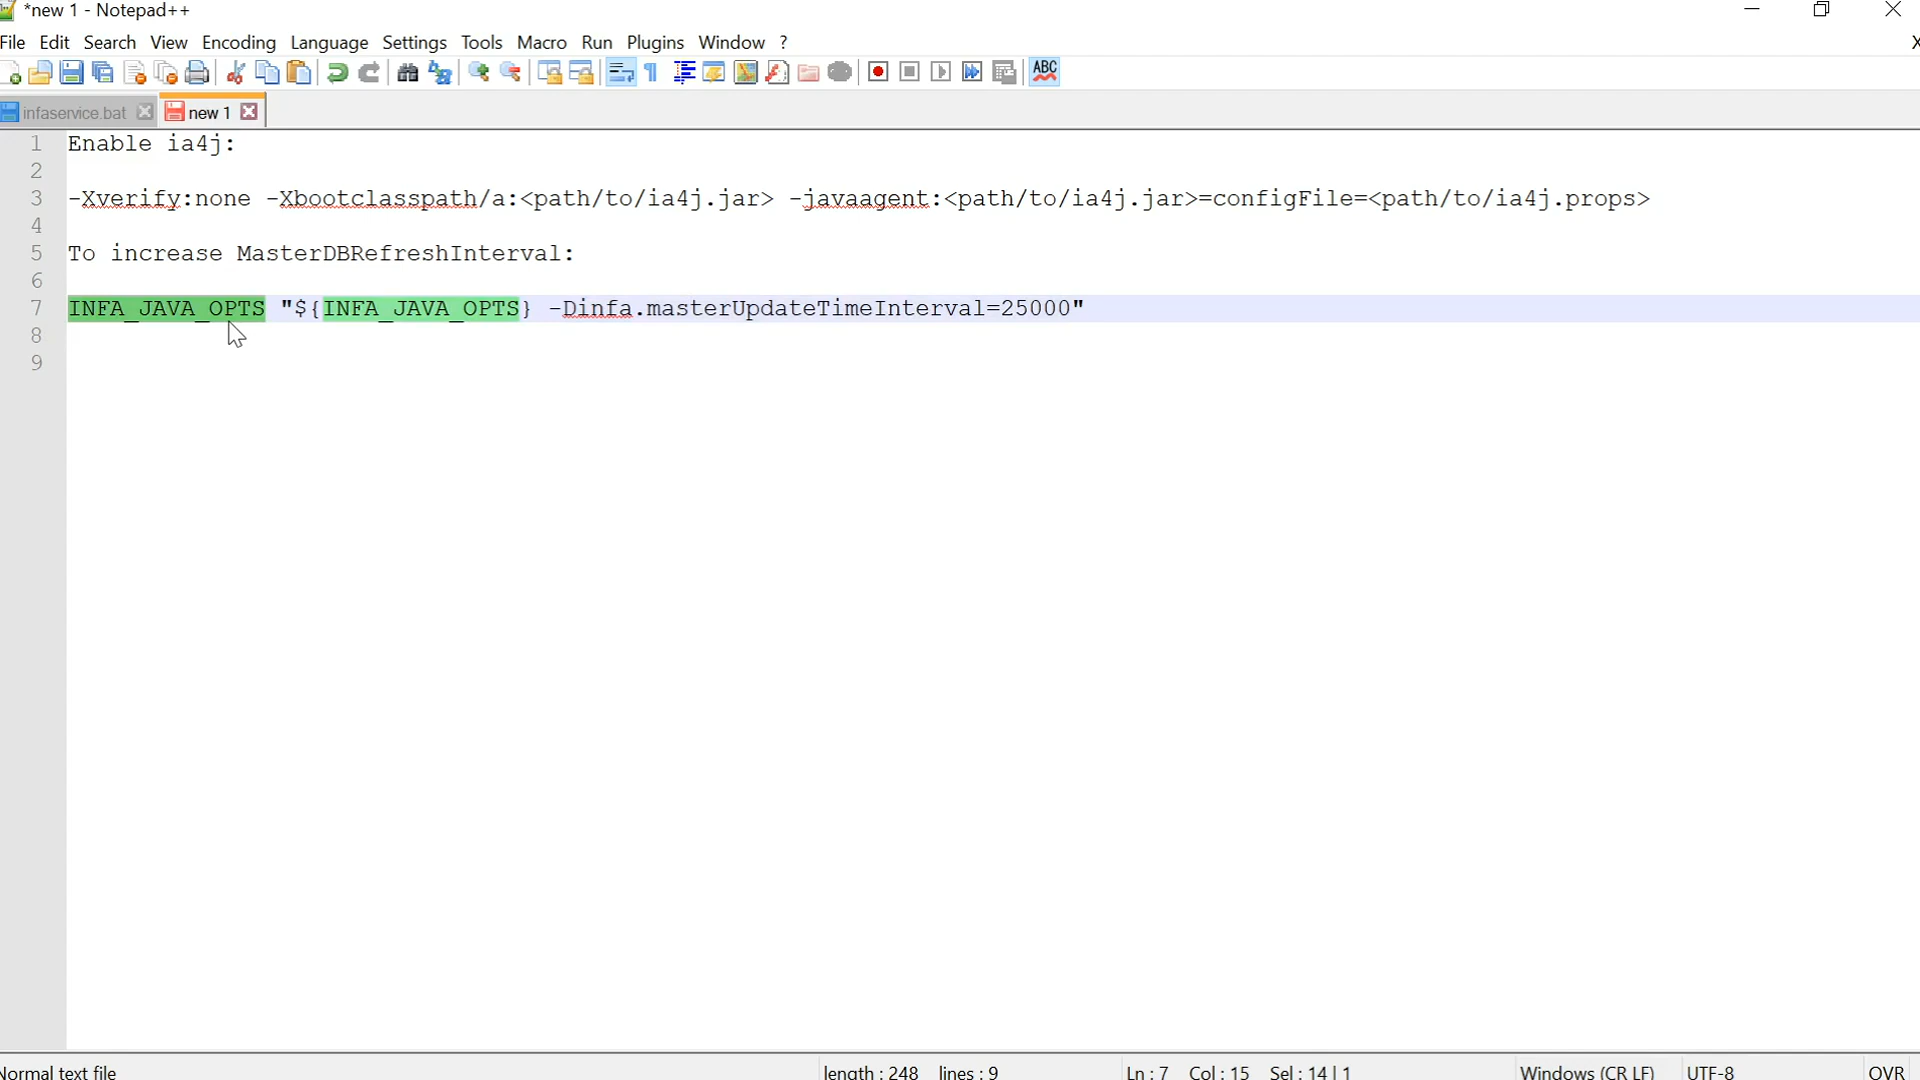 *new 1 - Notepad++
File Edit Search View Encoding Language Settings Tools Macro Run Plugins Window ? X
ABC
infaservice.bat new 1
1 Enable ia4j:
2
3 -Xverify:none -Xbootclasspath/a:<path/to/ia4j.jar> -javaagent:<path/to/ia4j.jar>=configFile=<path/to/ia4j.props>
4
5 To increase MasterDBRefreshInterval:
6
7 INFA_JAVA_OPTS "${INFA_JAVA_OPTS} -Dinfa.masterUpdateTimeInterval=25000"
8
9
Normal text file length : 248 lines : 9 Ln : 7 Col : 15 Sel : 14 | 1 Windows (CR LF) UTF-8 OVR